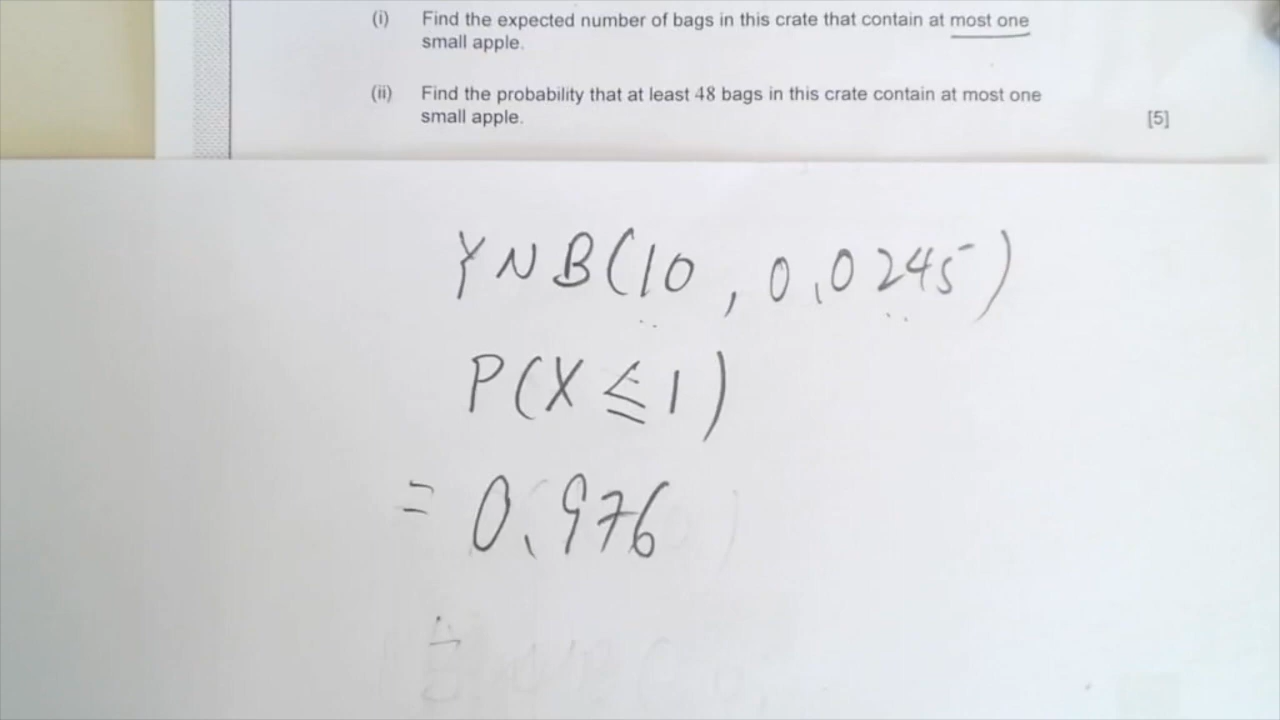 (i) Find the expected number of bags in this crate that contain at most one
small apple.
(ii) Find the probability that at least 48 bags in this crate contain at most one
small apple.
[5]
Y~B(10, 0.0245)
P(X ≤ 1)
= 0.976